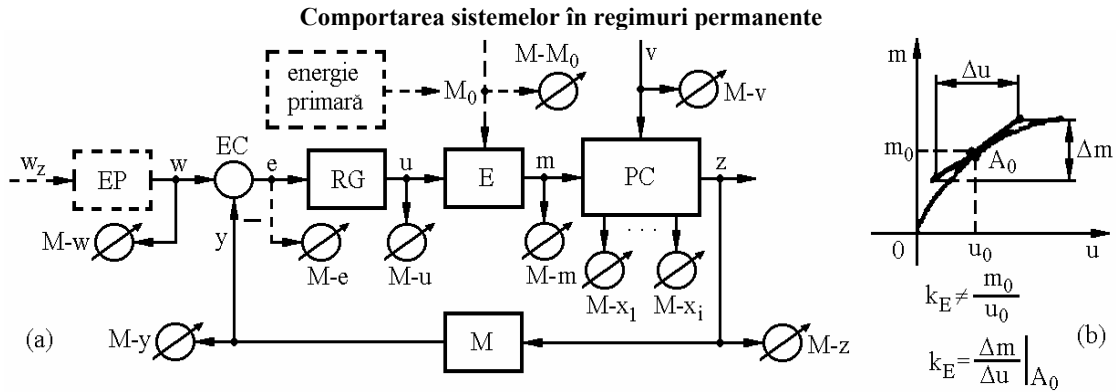 Comportarea sistemelor în regimuri permanente
energie
primară
M₀
M-M₀
v
M-v
w_z
EP
w
EC
e
RG
u
E
m
PC
z
M-w
y
—
M-e
M-u
M-m
. . . .
M-x₁
M-x_i
(a)
M-y
M
M-z
m
Δu
m₀
A₀
Δm
0
u₀
u
k_E ≠ m₀/u₀
(b)
k_E = Δm/Δu |A₀